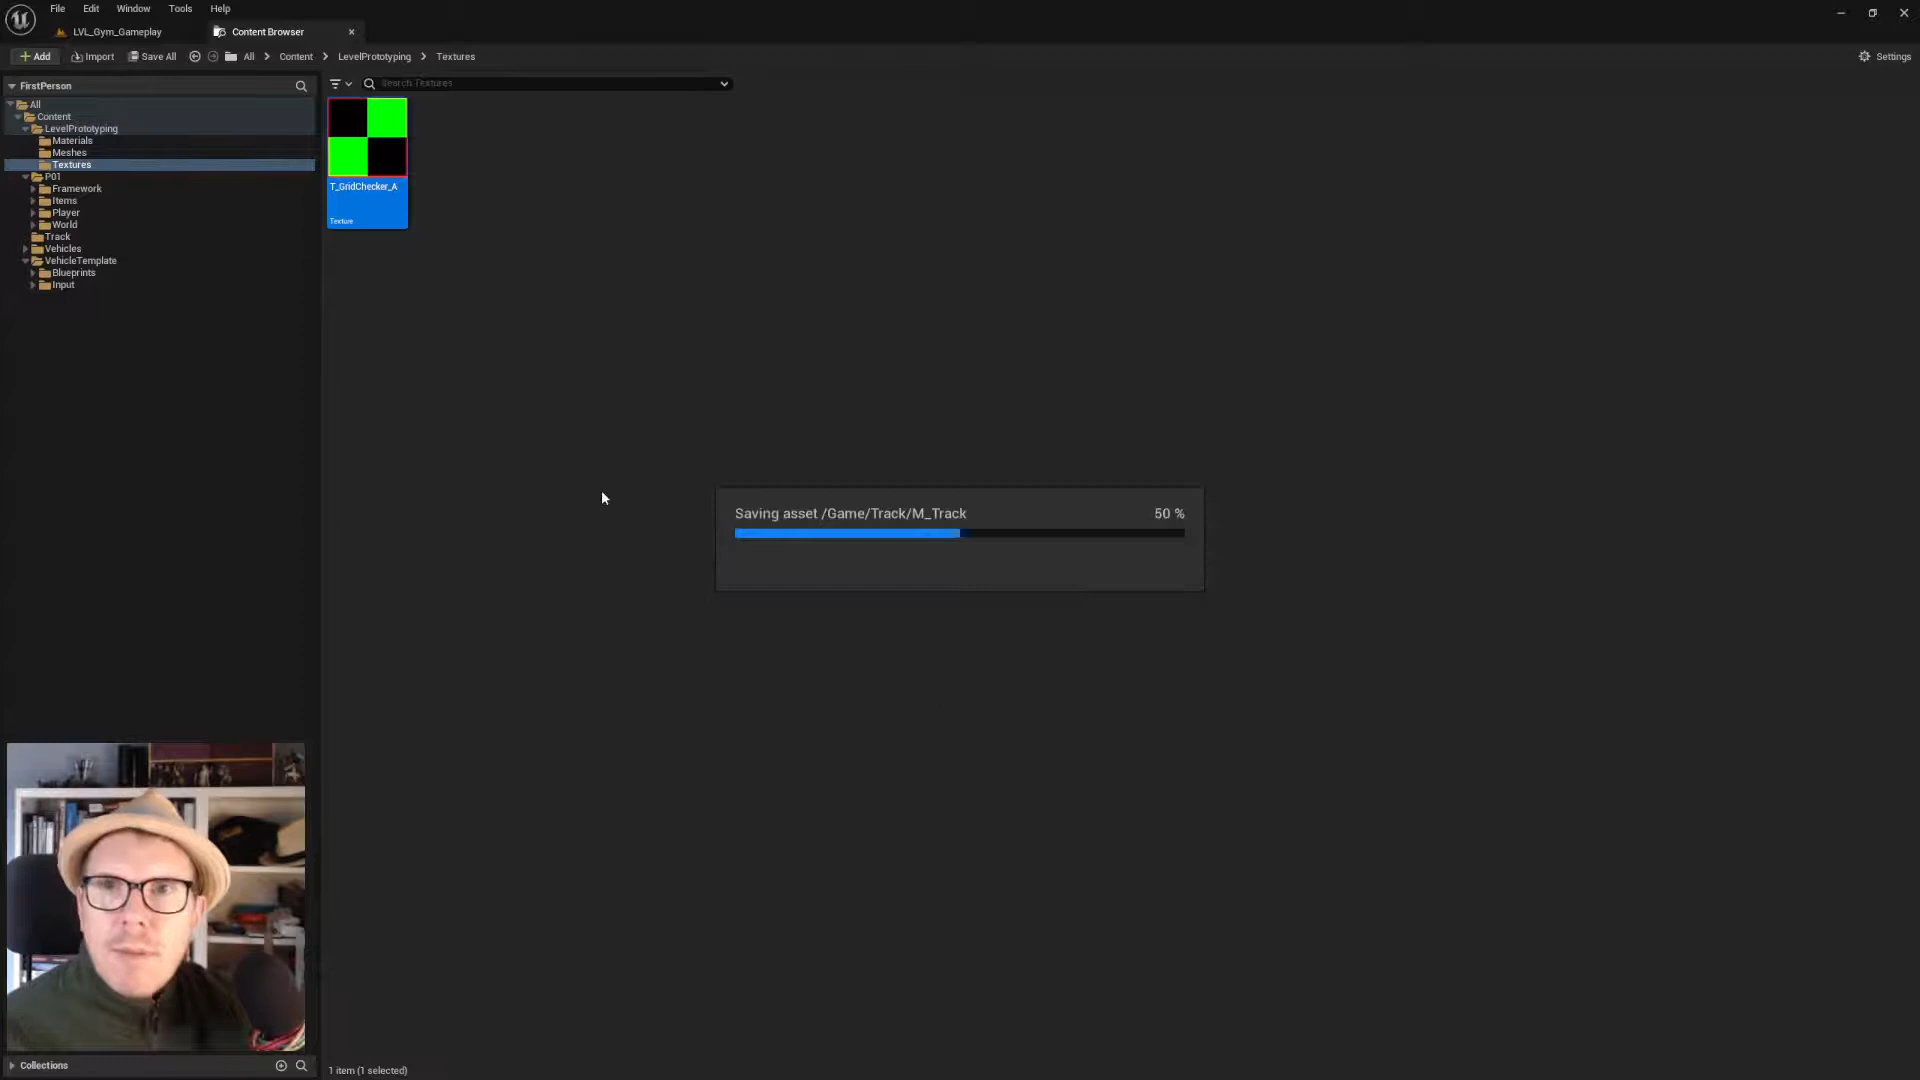 File Edit Window Tools Help
LVL_Gym_Gameplay
Content Browser
Add Import Save All All Content LevelPrototyping Textures Settings
FirstPerson
Search Textures
All
Content
LevelPrototyping
Materials
Meshes
Textures
P01
Framework
Items
Player
World
Track
Vehicles
VehicleTemplate
Blueprints
Input
T_GridChecker_A
Texture
Saving asset /Game/Track/M_Track 50 %
Collections
1 item (1 selected)